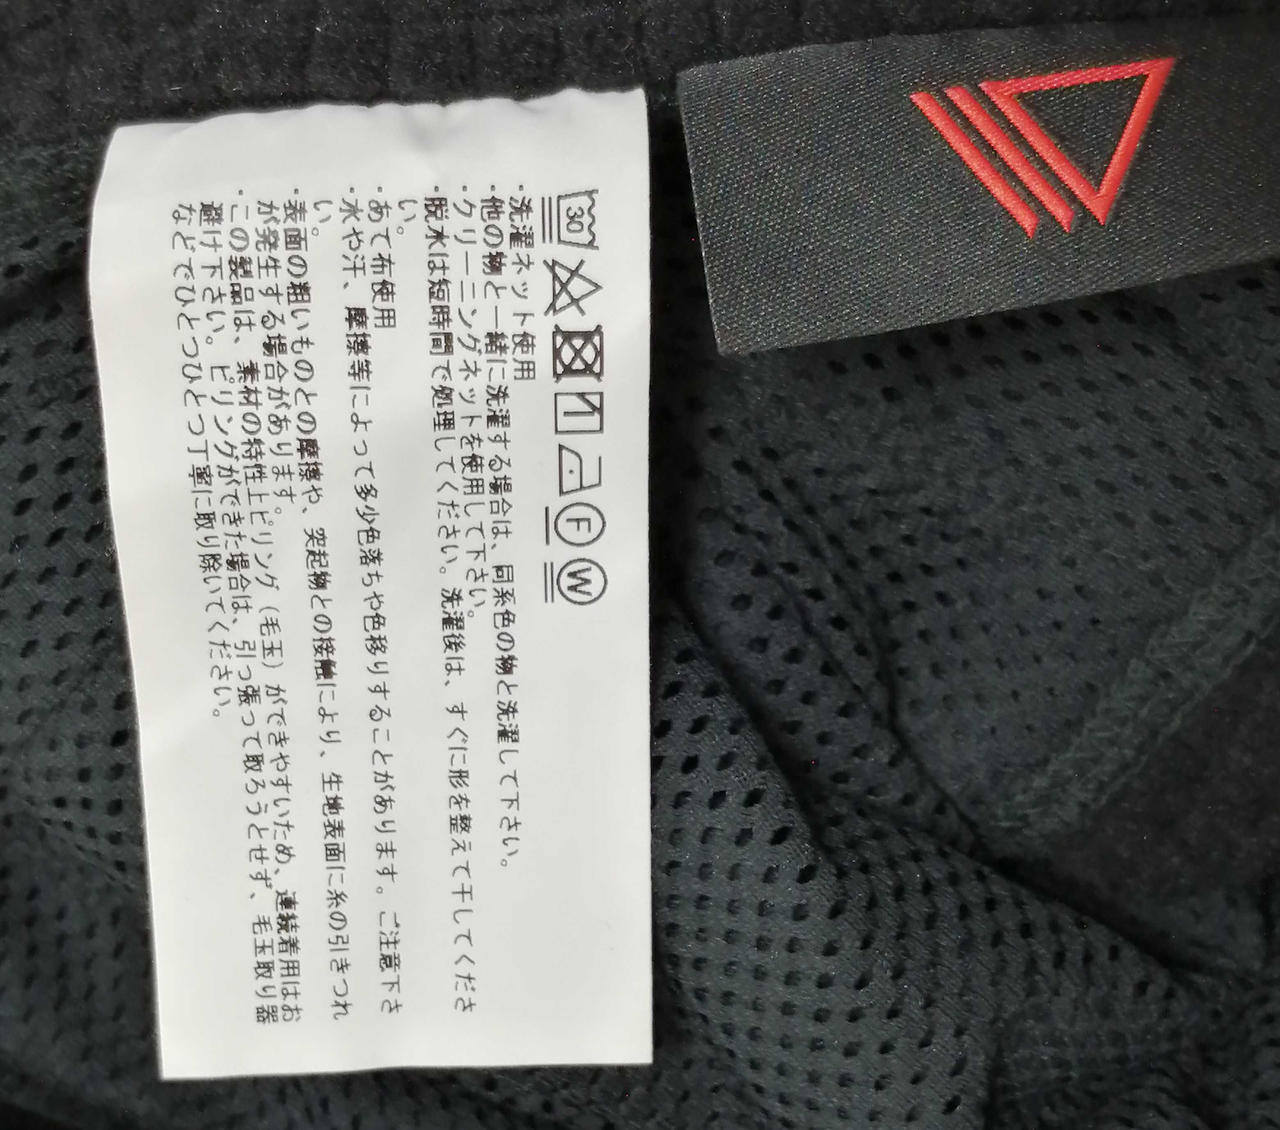 30 F W
・洗濯ネット使用
・他の物と一緒に洗濯する場合は、同系色の物と洗濯して下さい。
・クリーニングネットを使用して下さい。
・脱水は短時間で処理してください。洗濯後は、すぐに形を整えて干してくださ
い。
・あて布使用
・水や汗、摩擦等によって多少色落ちや色移りすることがあります。ご注意下さ
い。
・表面の粗いものとの摩擦や、突起物との接触により、生地表面に糸の引きつれ
が発生する場合があります。
・この製品は、素材の特性上ピリング（毛玉）ができやすいため、連続着用はお
避け下さい。ピリングができた場合は、引っ張って取ろうとせず、毛玉取り器
などでひとつひとつ丁寧に取り除いてください。